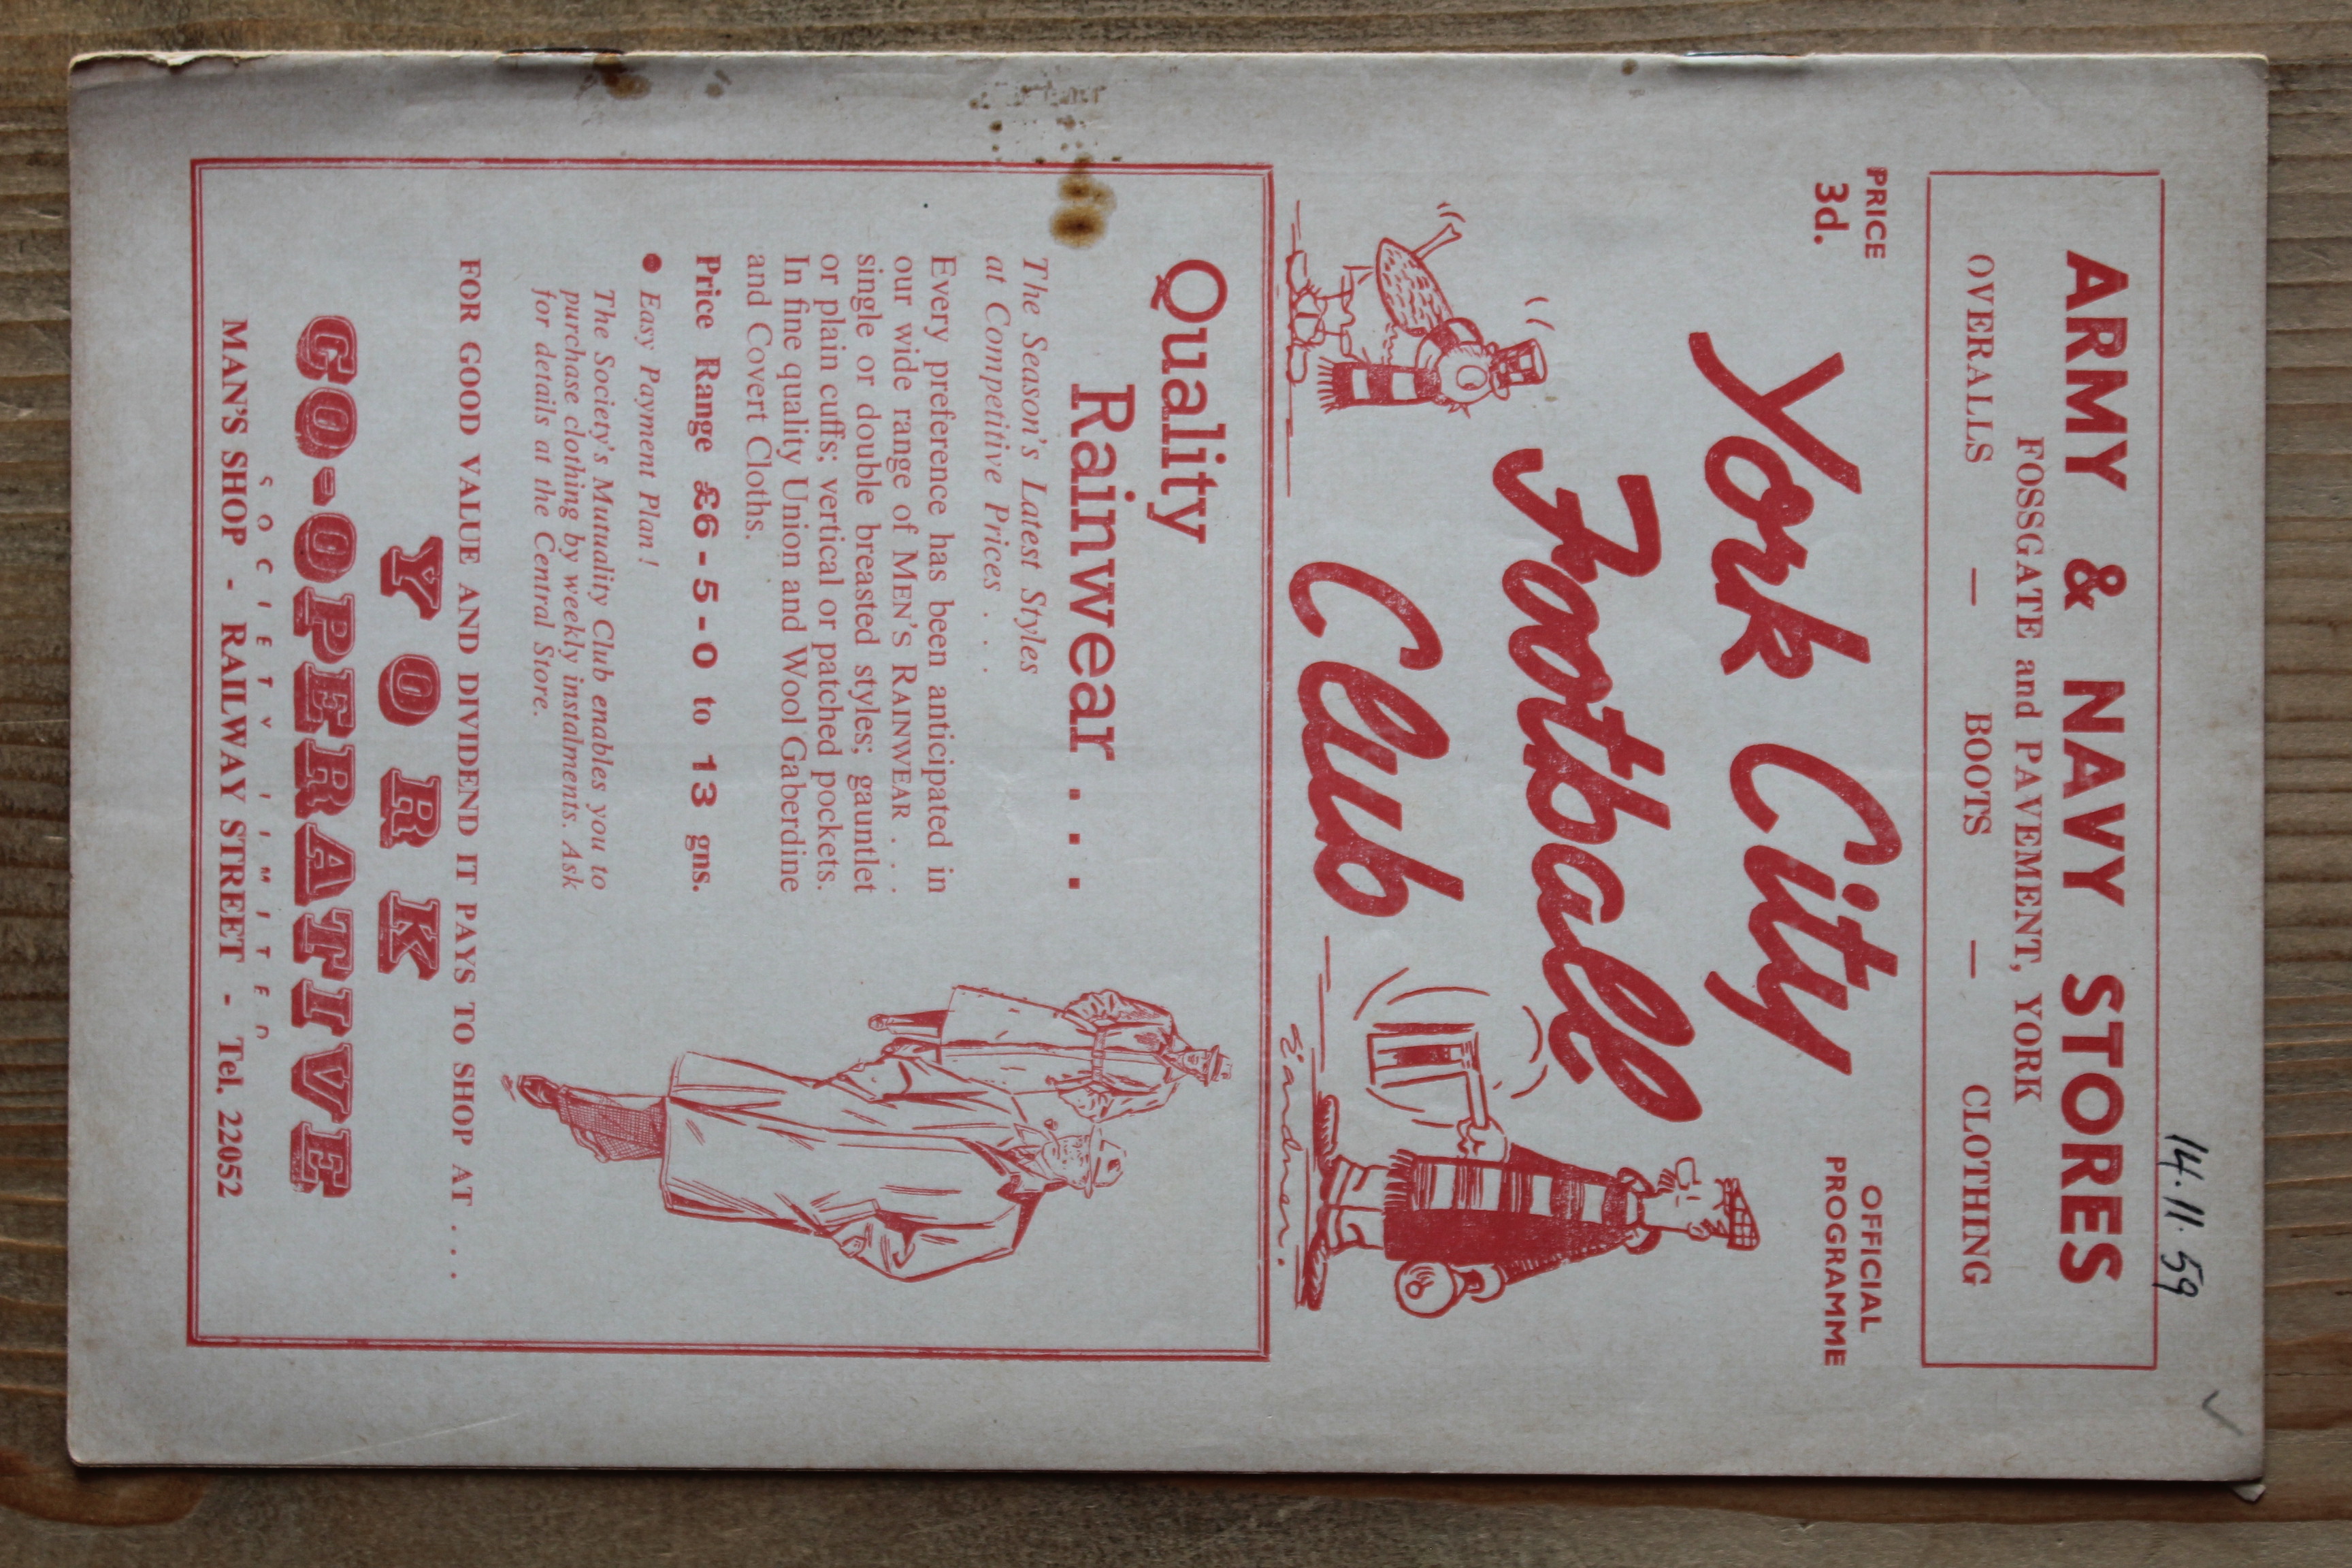 14.11.59
ARMY & NAVY STORES
FOSSGATE and PAVEMENT, YORK
OVERALLS — BOOTS — CLOTHING
PRICE
3d.
OFFICIAL
PROGRAMME
York City
Football
Club
Gardner.
Quality
Rainwear . . .
The Season's Latest Styles
at Competitive Prices . . .
Every preference has been anticipated in
our wide range of MEN'S RAINWEAR . . .
single or double breasted styles; gauntlet
or plain cuffs; vertical or patched pockets.
In fine quality Union and Wool Gaberdine
and Covert Cloths.
Price Range £6-5-0 to 13 gns.
● Easy Payment Plan!
The Society's Mutuality Club enables you to
purchase clothing by weekly instalments. Ask
for details at the Central Store.
FOR GOOD VALUE AND DIVIDEND IT PAYS TO SHOP AT . . .
YORK
CO-OPERATIVE
SOCIETY LIMITED
MAN'S SHOP - RAILWAY STREET - Tel. 22052